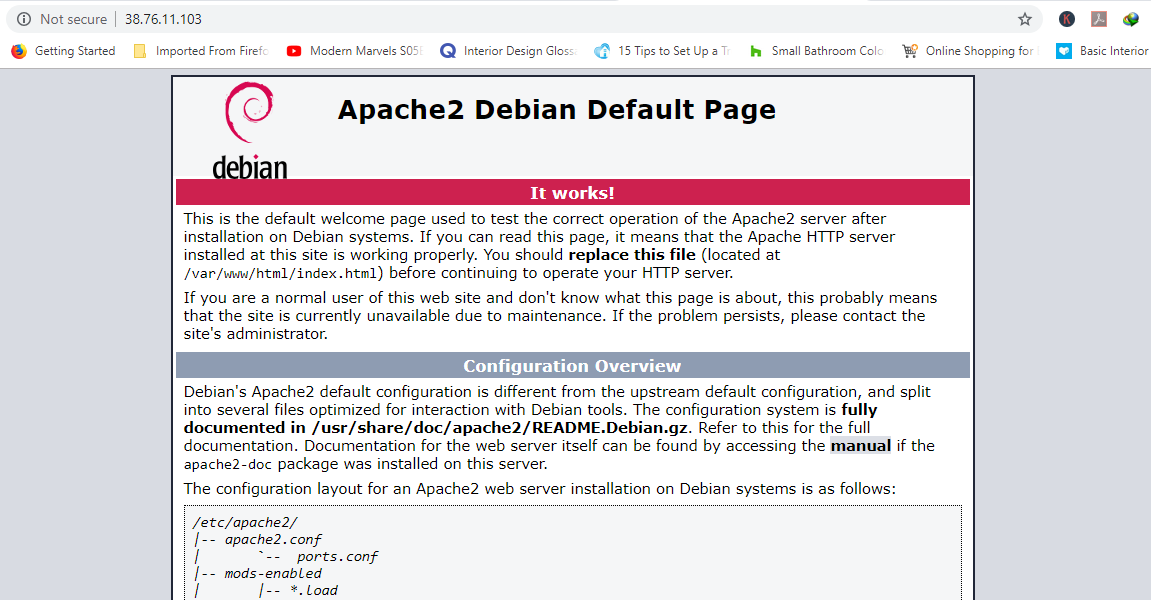 Not secure | 38.76.11.103
Getting Started Imported From Firefo Modern Marvels S05E Interior Design Gloss 15 Tips to Set Up a Tr Small Bathroom Colo Online Shopping for Basic Interior
debian
Apache2 Debian Default Page
It works!
This is the default welcome page used to test the correct operation of the Apache2 server after
installation on Debian systems. If you can read this page, it means that the Apache HTTP server
installed at this site is working properly. You should replace this file (located at
/var/www/html/index.html) before continuing to operate your HTTP server.
If you are a normal user of this web site and don't know what this page is about, this probably means
that the site is currently unavailable due to maintenance. If the problem persists, please contact the
site's administrator.
Configuration Overview
Debian's Apache2 default configuration is different from the upstream default configuration, and split
into several files optimized for interaction with Debian tools. The configuration system is fully
documented in /usr/share/doc/apache2/README.Debian.gz. Refer to this for the full
documentation. Documentation for the web server itself can be found by accessing the manual if the
apache2-doc package was installed on this server.
The configuration layout for an Apache2 web server installation on Debian systems is as follows:
/etc/apache2/
|-- apache2.conf
|       `--  ports.conf
|-- mods-enabled
|       |-- *.load